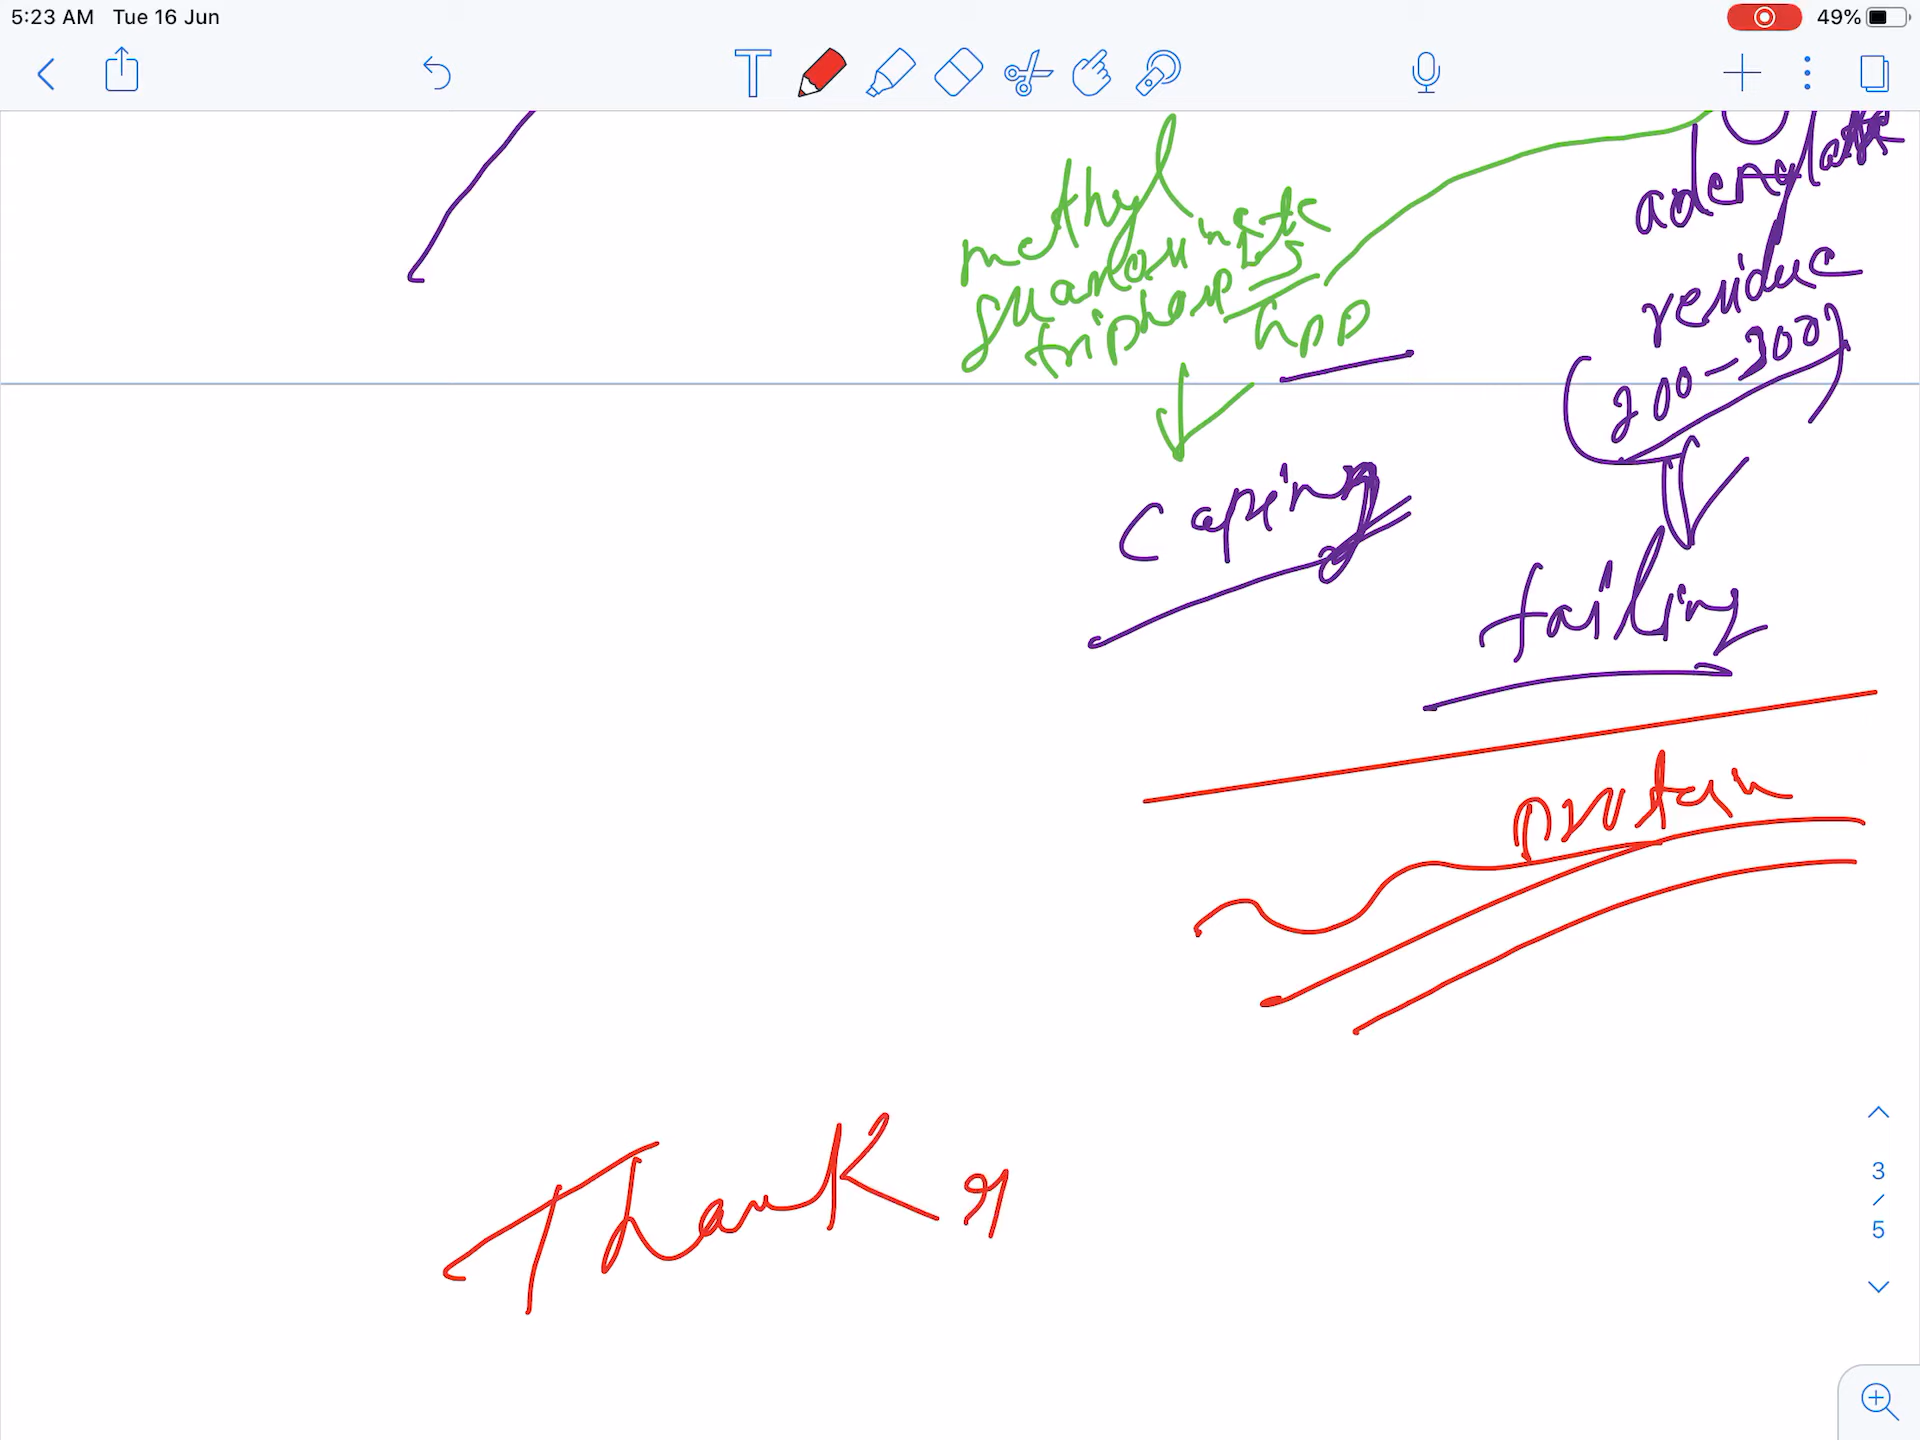 5:23 AM Tue 16 Jun
49%
methyl
guanosine
triphosphate
adenylate
residue
(200-300)
Caping
tailing
protein
Thank
3
/
5